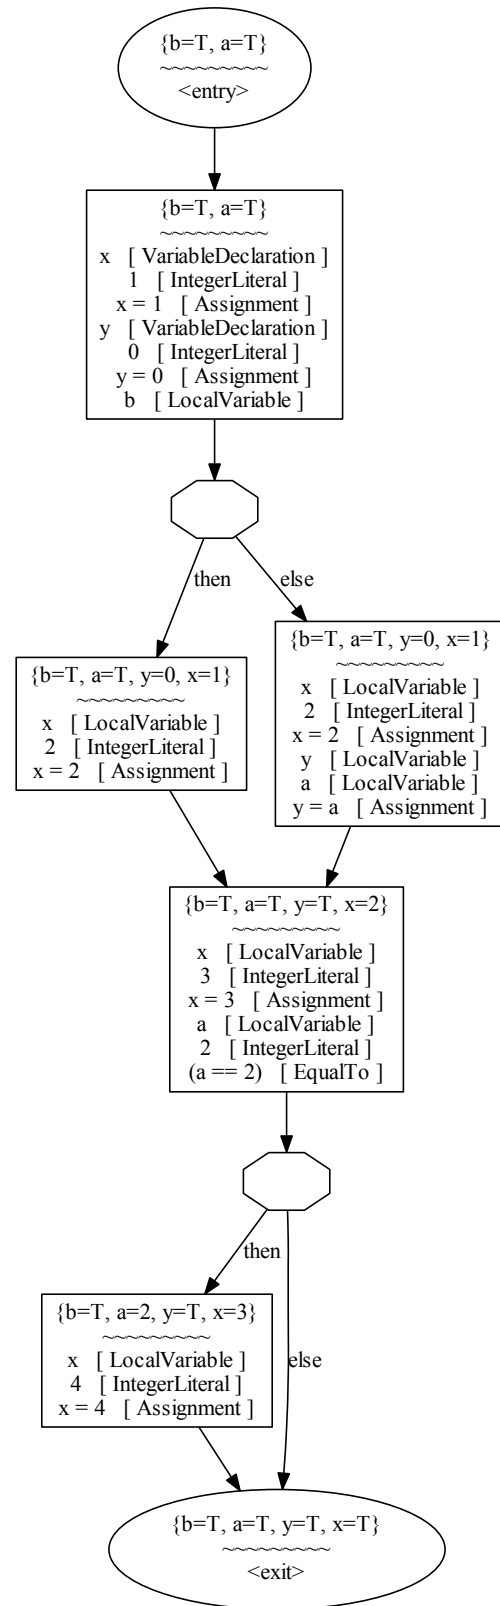 {b=T, a=T}
~~~~~~~~~
<entry>
{b=T, a=T}
~~~~~~~~~
x [ VariableDeclaration ]
1 [ IntegerLiteral ]
x = 1 [ Assignment ]
y [ VariableDeclaration ]
0 [ IntegerLiteral ]
y = 0 [ Assignment ]
b [ LocalVariable ]
then
else
{b=T, a=T, y=0, x=1}
~~~~~~~~~
x [ LocalVariable ]
2 [ IntegerLiteral ]
x = 2 [ Assignment ]
{b=T, a=T, y=0, x=1}
~~~~~~~~~
x [ LocalVariable ]
2 [ IntegerLiteral ]
x = 2 [ Assignment ]
y [ LocalVariable ]
a [ LocalVariable ]
y = a [ Assignment ]
{b=T, a=T, y=T, x=2}
~~~~~~~~~
x [ LocalVariable ]
3 [ IntegerLiteral ]
x = 3 [ Assignment ]
a [ LocalVariable ]
2 [ IntegerLiteral ]
(a == 2) [ EqualTo ]
then
else
{b=T, a=2, y=T, x=3}
~~~~~~~~~
x [ LocalVariable ]
4 [ IntegerLiteral ]
x = 4 [ Assignment ]
{b=T, a=T, y=T, x=T}
~~~~~~~~~
<exit>